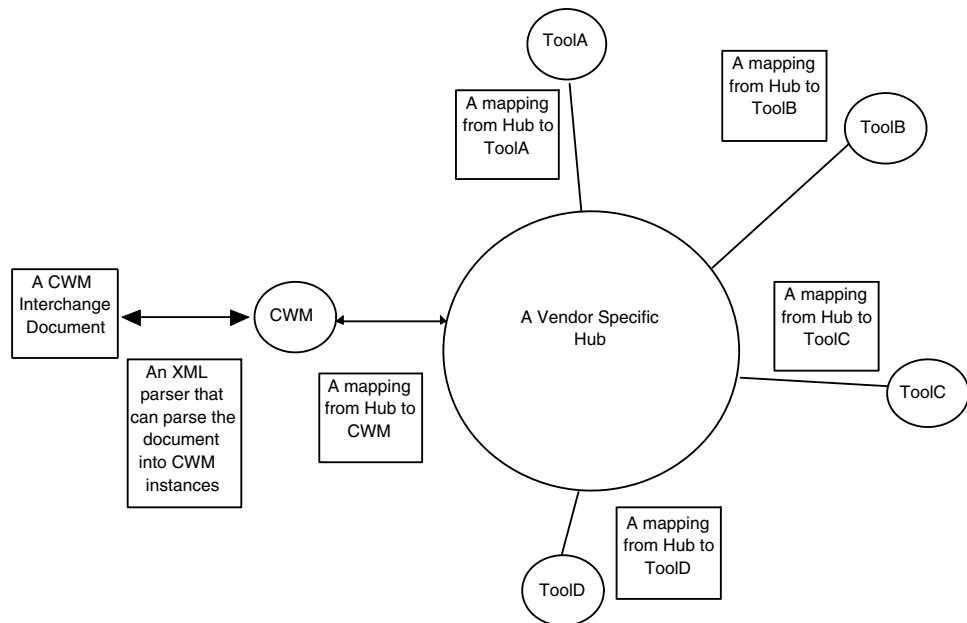 ToolA
A mapping
from Hub to
ToolA
A mapping
from Hub to
ToolB
ToolB
A CWM
Interchange
Document
CWM
A Vendor Specific
Hub
A mapping
from Hub to
ToolC
ToolC
An XML
parser that
can parse the
document
into CWM
instances
A mapping
from Hub to
CWM
A mapping
from Hub to
ToolD
ToolD